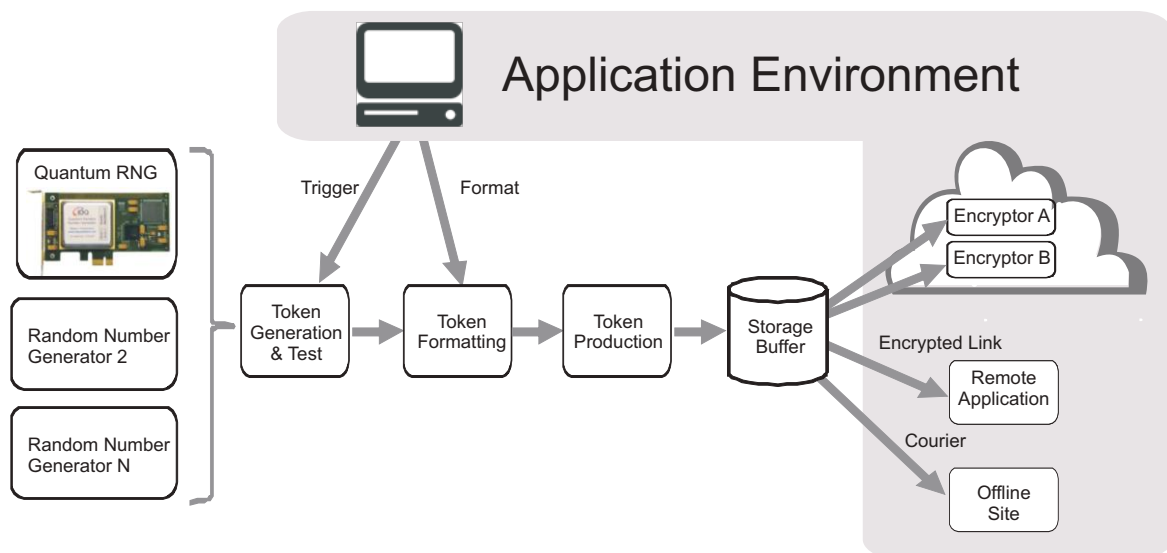 Application Environment
Quantum RNG
IDQ
Trigger
Format
Encryptor A
Encryptor B
Random Number
Generator 2
Token
Generation
& Test
Token
Formatting
Token
Production
Storage
Buffer
Encrypted Link
Remote
Application
Random Number
Generator N
Courier
Offline
Site